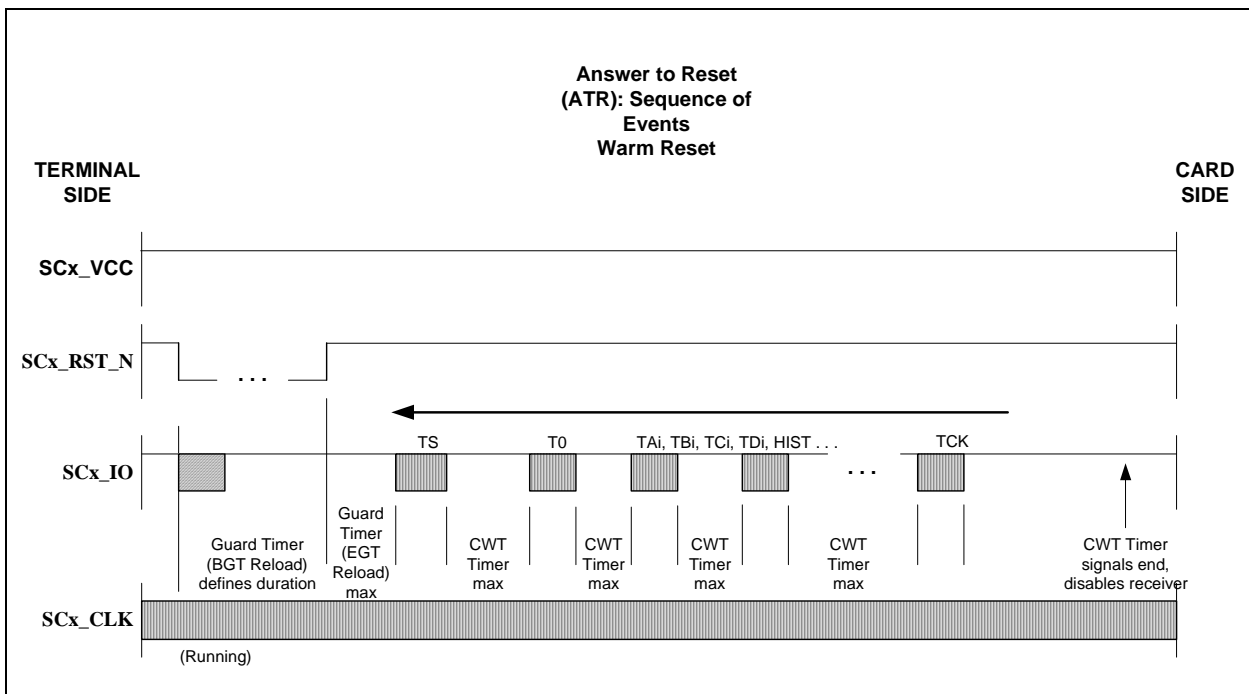 Answer to Reset
(ATR): Sequence of
Events
Warm Reset
TERMINAL
SIDE
CARD
SIDE
SCx_VCC
SCx_RST_N
. . .
SCx_IO
TS
T0
TAi, TBi, TCi, TDi, HIST . . .
TCK
. . .
Guard Timer
(BGT Reload)
defines duration
Guard
Timer
(EGT
Reload)
max
CWT
Timer
max
CWT
Timer
max
CWT
Timer
max
CWT
Timer
max
CWT Timer
signals end,
disables receiver
SCx_CLK
(Running)